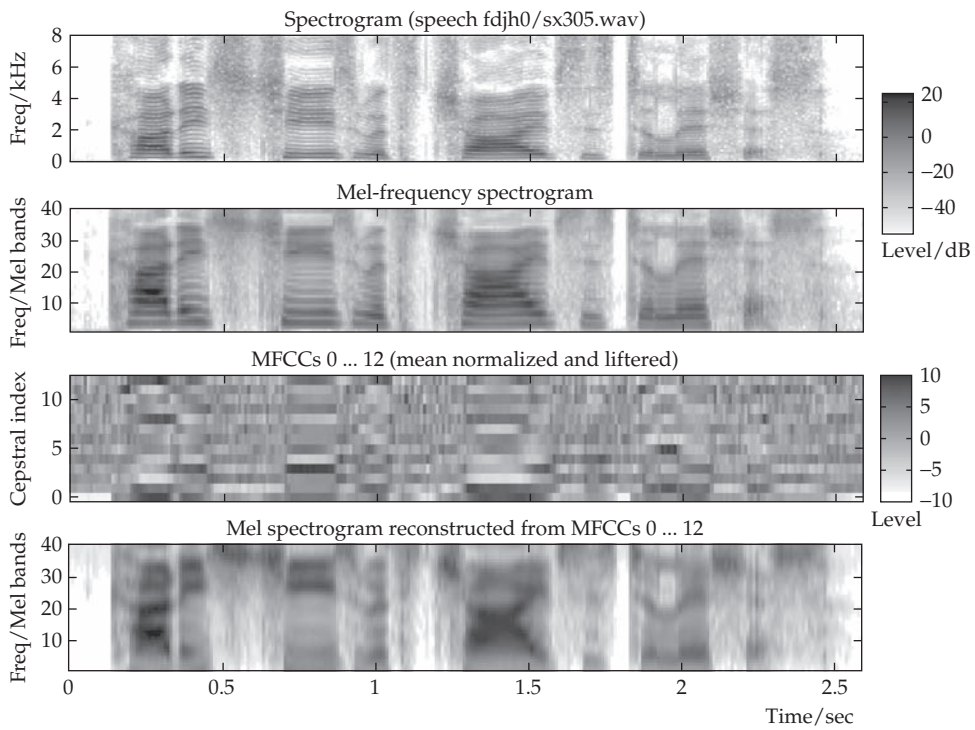 Spectrogram (speech fdjh0/sx305.wav)
Freq/kHz
8
6
4
2
0
20
0
−20
−40
Level/dB
Mel-frequency spectrogram
Freq/Mel bands
40
30
20
10
MFCCs 0 ... 12 (mean normalized and liftered)
Cepstral index
10
5
0
10
5
0
−5
−10
Level
Mel spectrogram reconstructed from MFCCs 0 ... 12
Freq/Mel bands
40
30
20
10
0 0.5 1 1.5 2 2.5
Time/sec